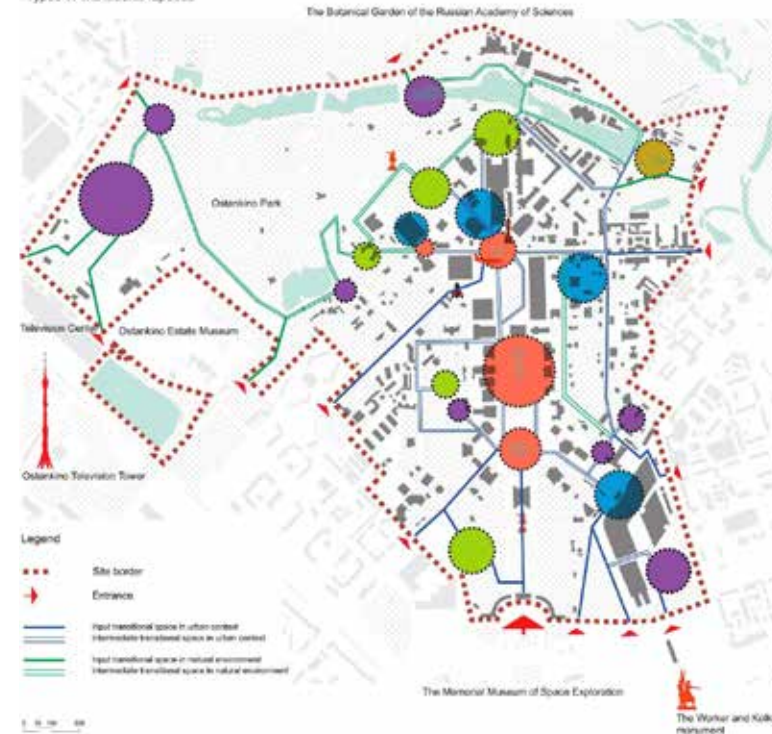 The Botanical Garden of the Russian Academy of Sciences
Ostankino Park
Television Center
Ostankino Estate Museum
Ostankino Television Tower
Legend
Site border
Entrance
Input transitional space in urban context
Intermediate transitional space in urban context
Input transitional space in natural environment
Intermediate transitional space in natural environment
The Memorial Museum of Space Exploration
The Worker and Kolk
monument